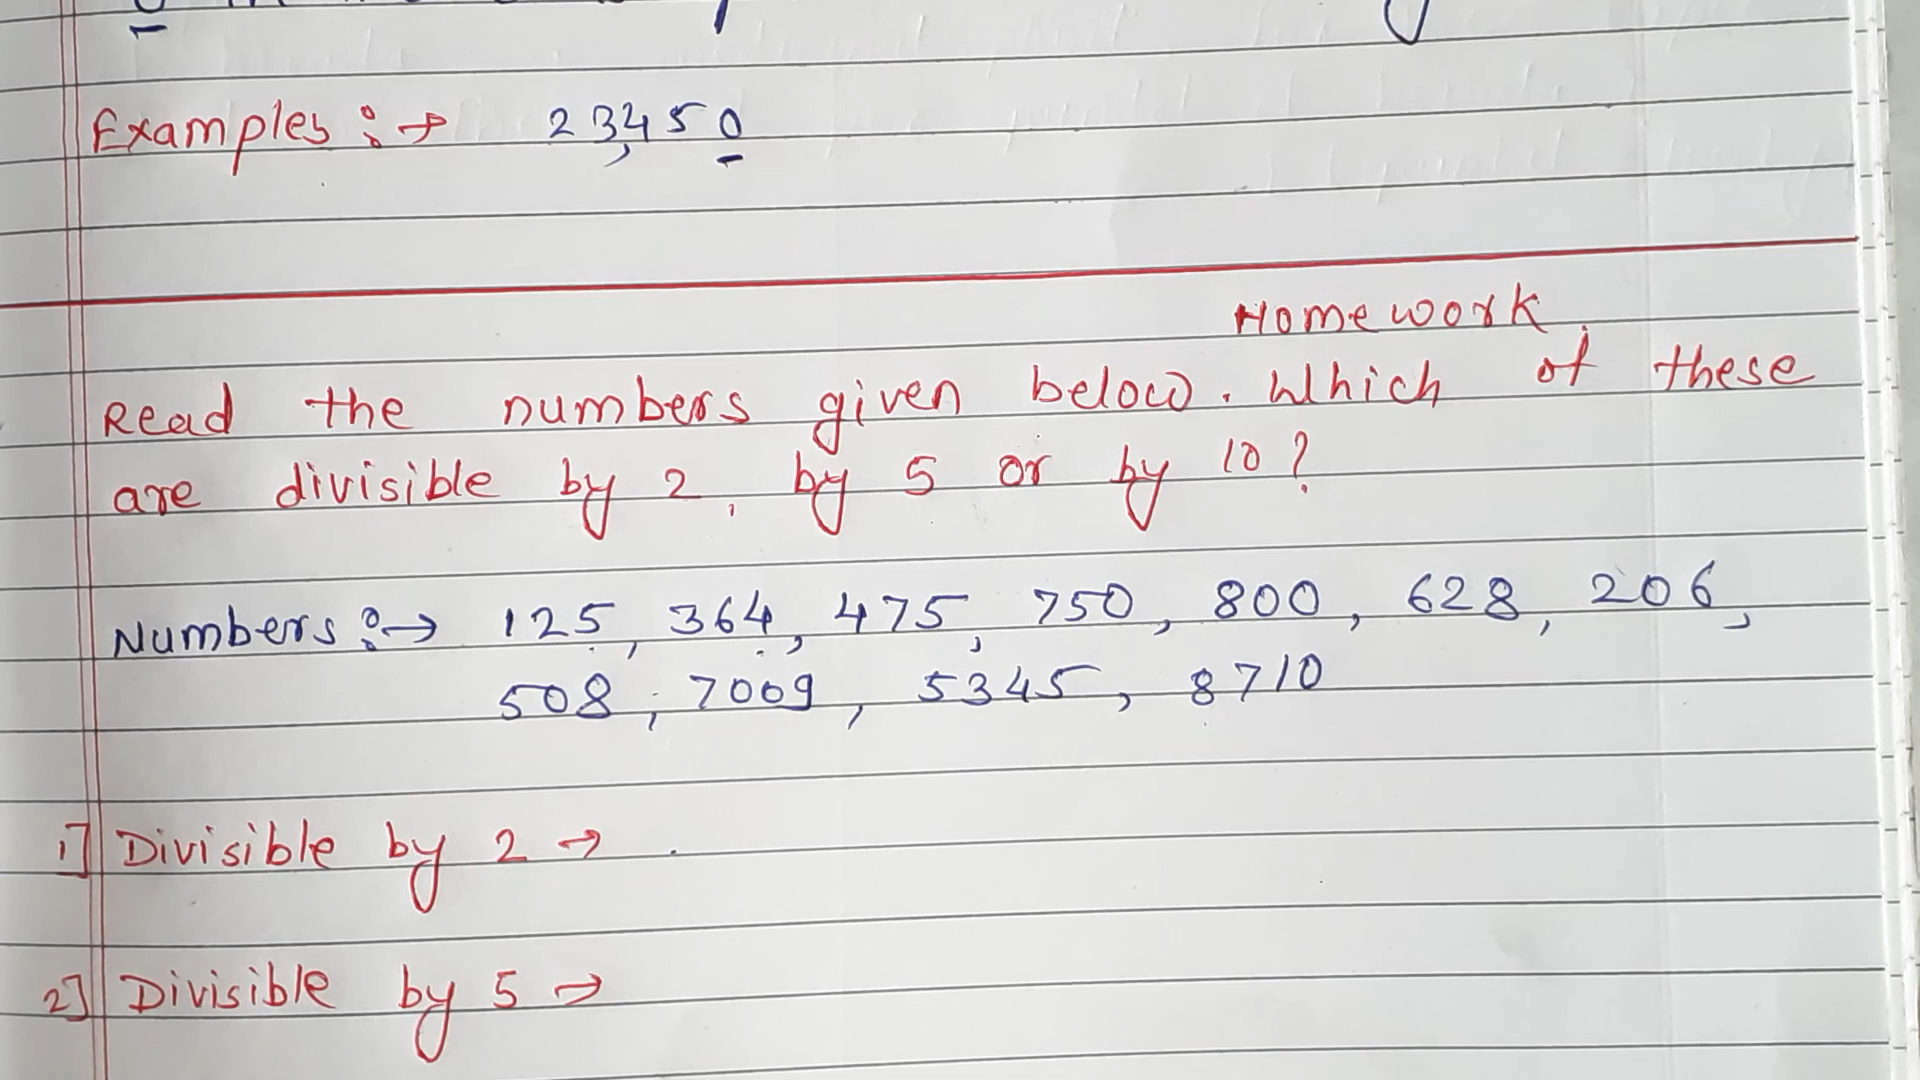 Examples :→ 23,450
Homework
Read the numbers given below. Which of these
are divisible by 2, by 5 or by 10?
Numbers :→ 125, 364, 475, 750, 800, 628, 206,
508, 7009, 5345, 8710
1] Divisible by 2 →
2] Divisible by 5 →